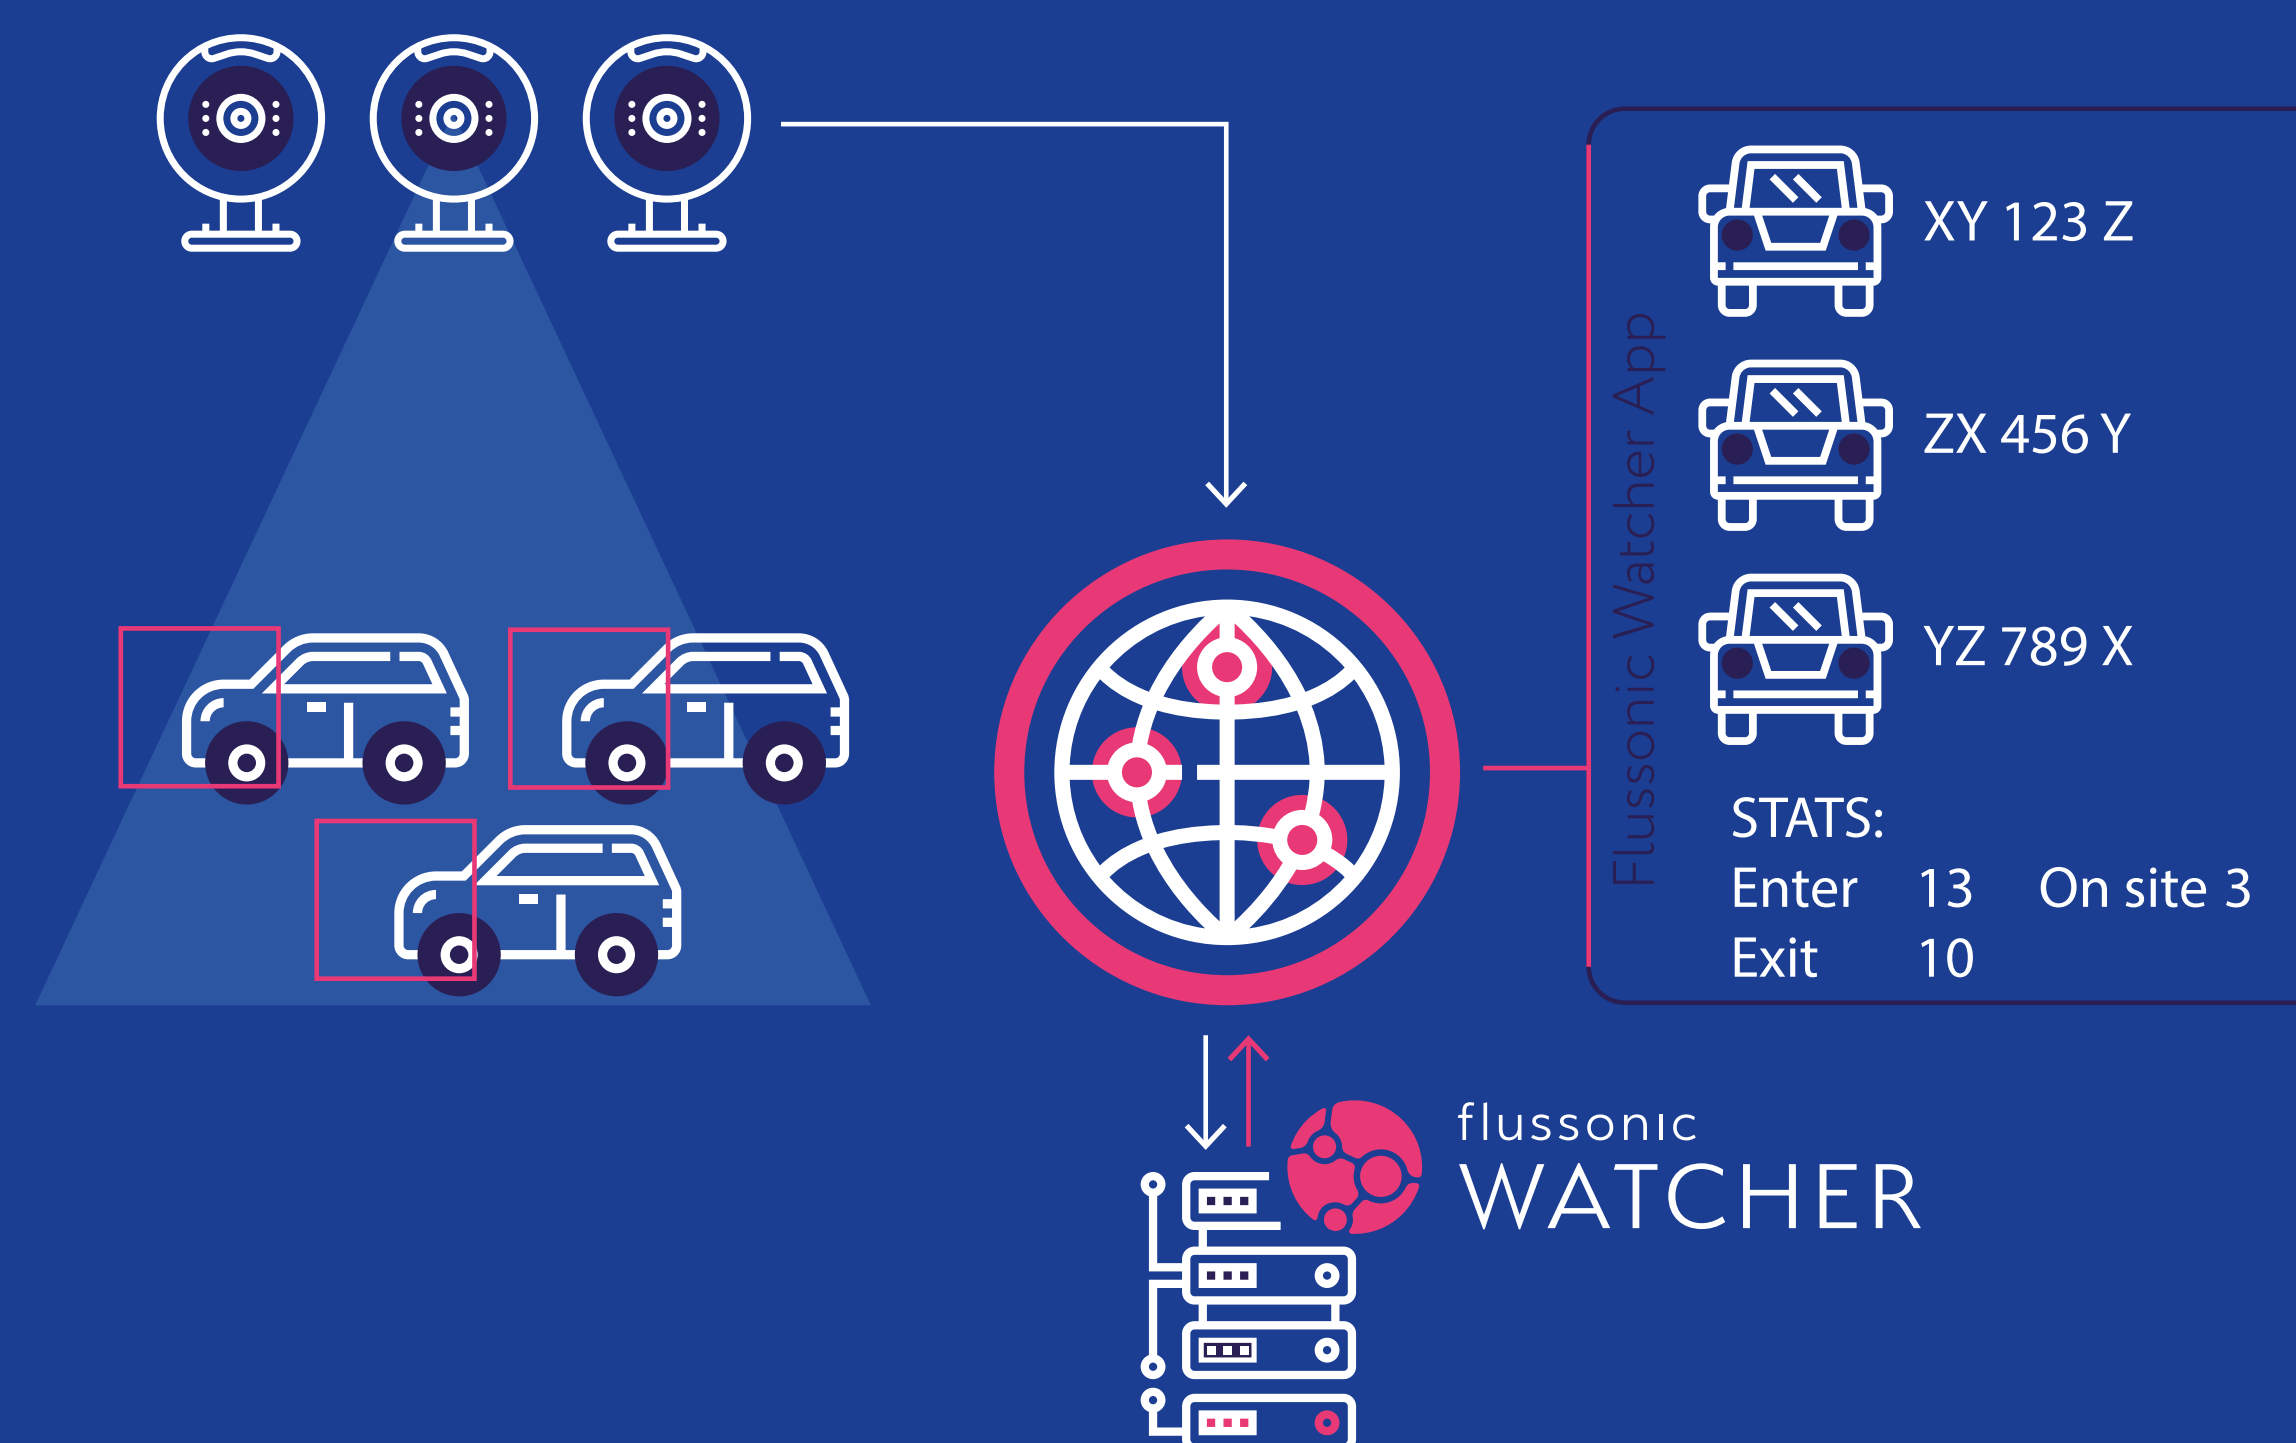 XY 123 Z
ZX 456 Y
YZ 789 X
Flussonic Watcher App
STATS:
Enter 13 On site 3
Exit 10
flussonic
WATCHER